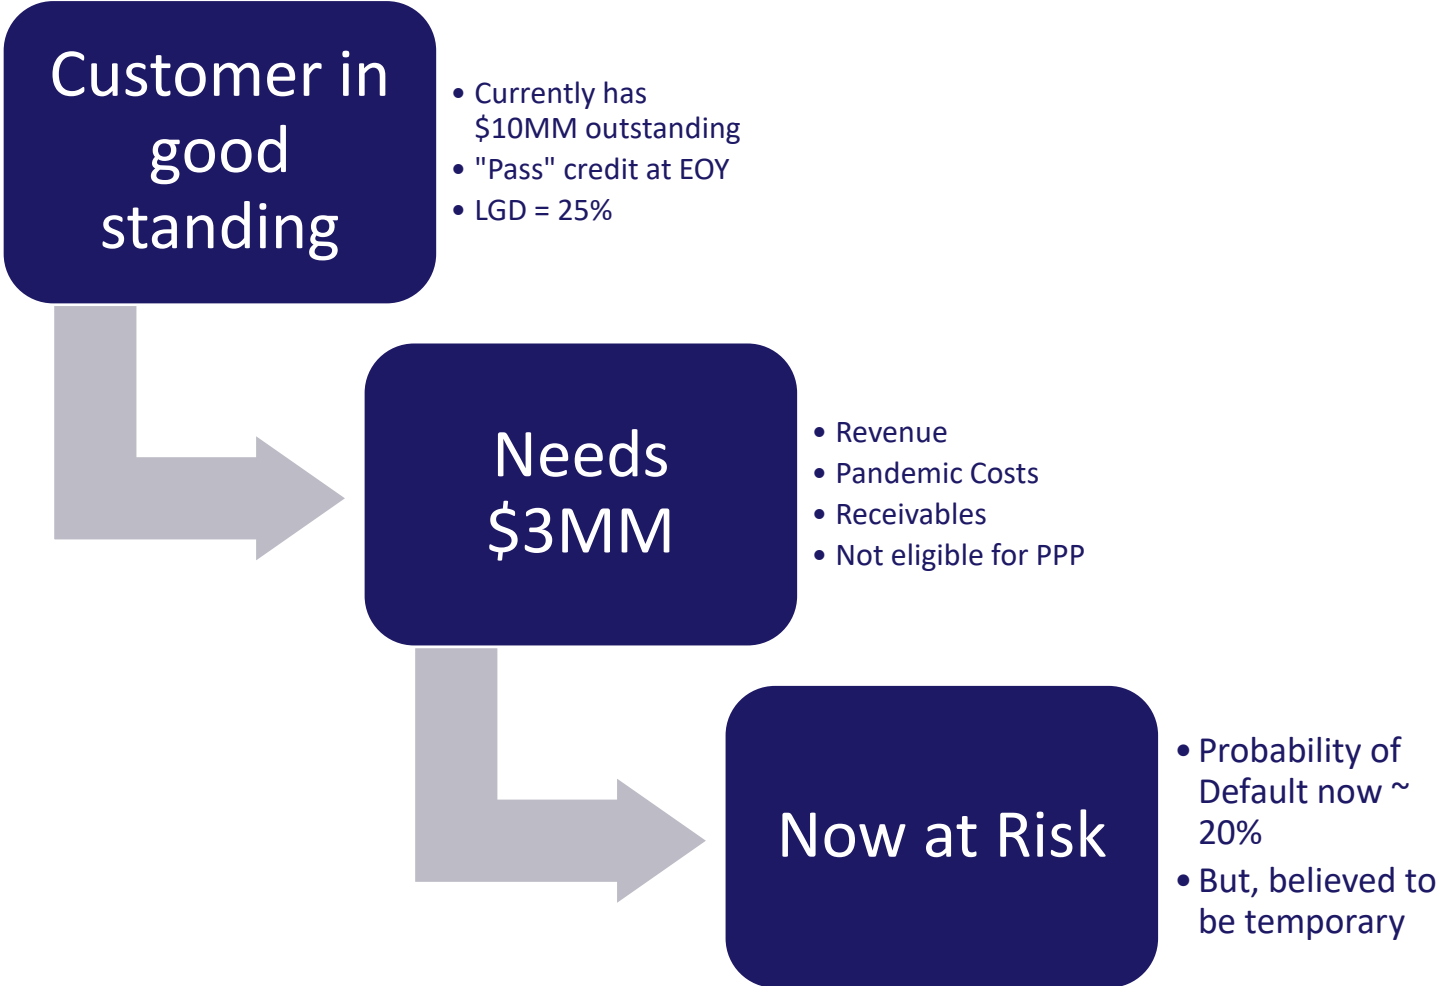 Customer in
good
standing
• Currently has
$10MM outstanding
• "Pass" credit at EOY
• LGD = 25%
Needs
$3MM
• Revenue
• Pandemic Costs
• Receivables
• Not eligible for PPP
Now at Risk
• Probability of
Default now ~
20%
• But, believed to
be temporary